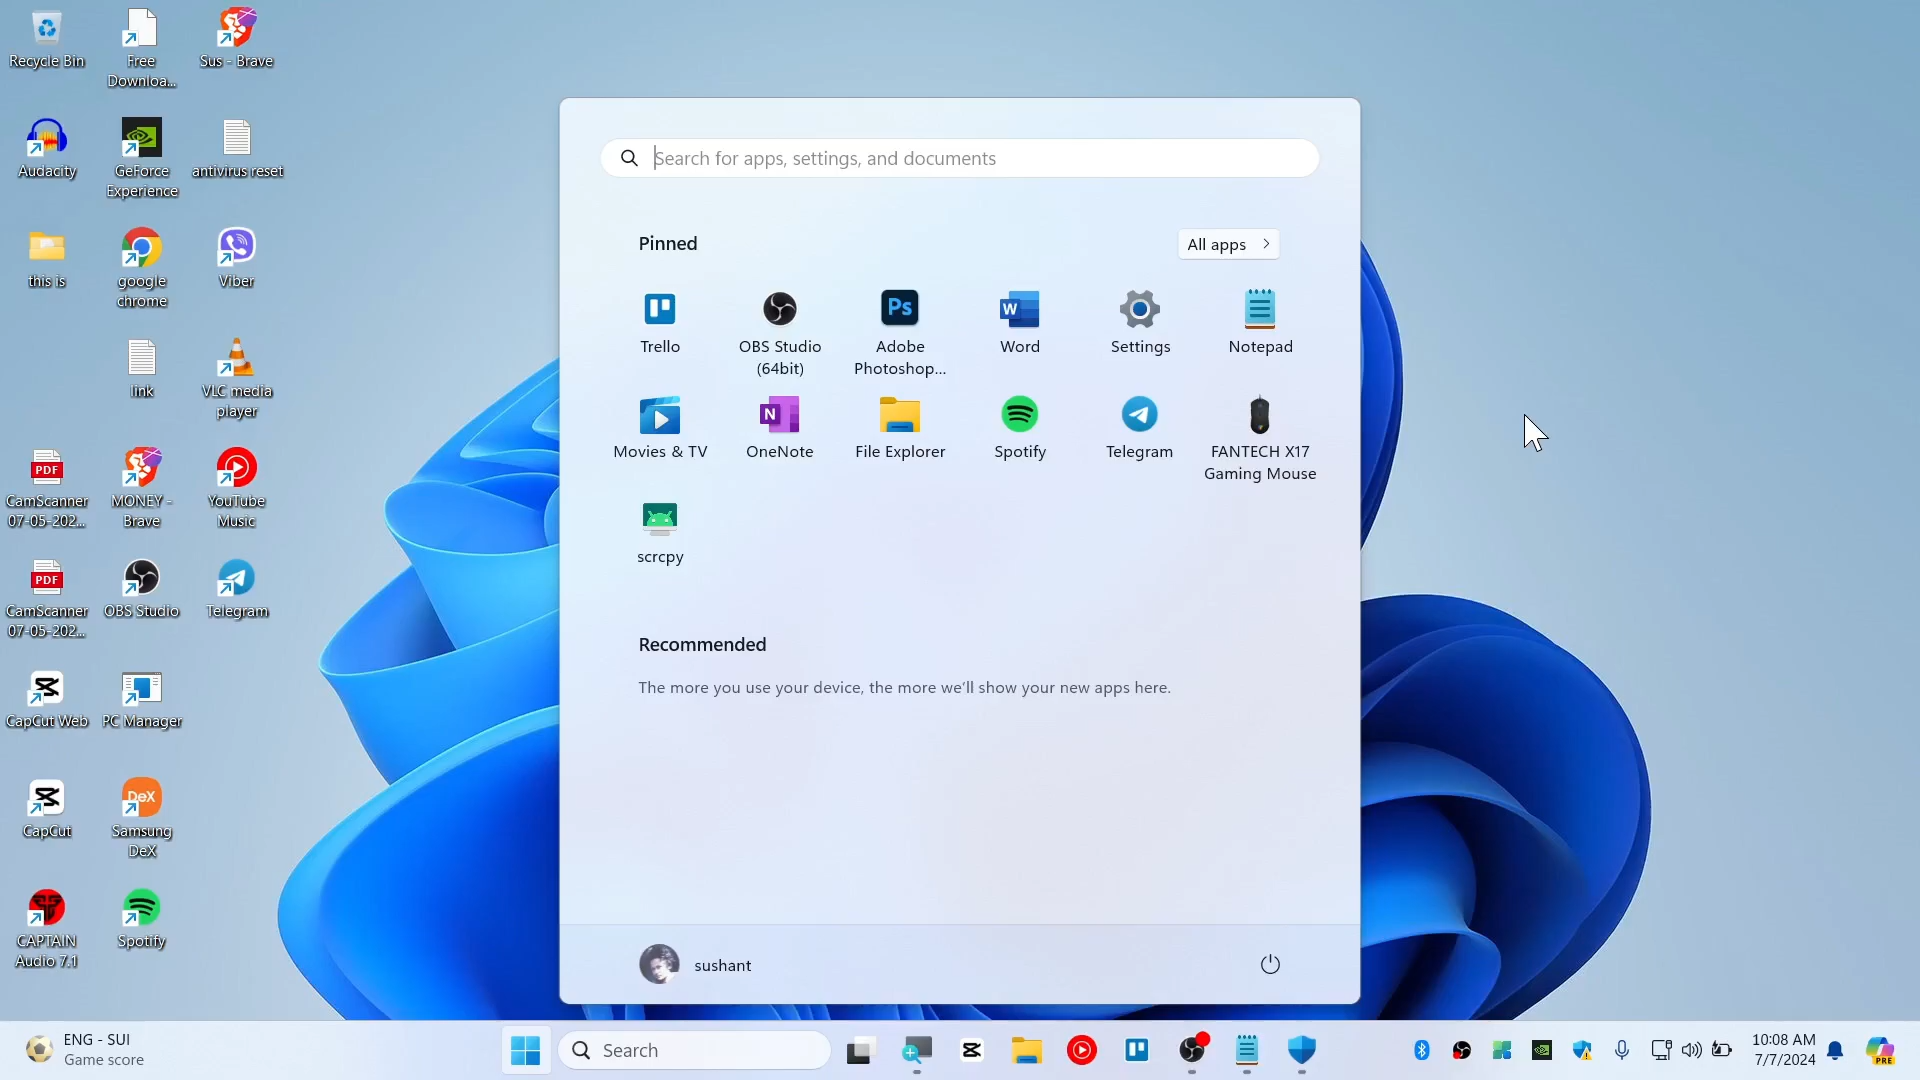 Recycle Bin
Free
Downloa...
Sus - Brave
Audacity
GeForce
Experience
antivirus reset
this is
google
chrome
Viber
link
VLC media
player
PDF
CamScanner
07-05-202...
MONEY -
Brave
YouTube
Music
PDF
CamScanner
07-05-202...
OBS Studio
Telegram
CapCut Web
PC Manager
CapCut
DeX
Samsung
DeX
CAPTAIN
Audio 7.1
Spotify
Search for apps, settings, and documents
Pinned
All apps
Trello
OBS Studio
(64bit)
Ps
Adobe
Photoshop...
W
Word
Settings
Notepad
Movies & TV
N
OneNote
File Explorer
Spotify
Telegram
FANTECH X17
Gaming Mouse
scrcpy
Recommended
The more you use your device, the more we'll show your new apps here.
sushant
ENG - SUI
Game score
Search
10:08 AM
7/7/2024
PRE